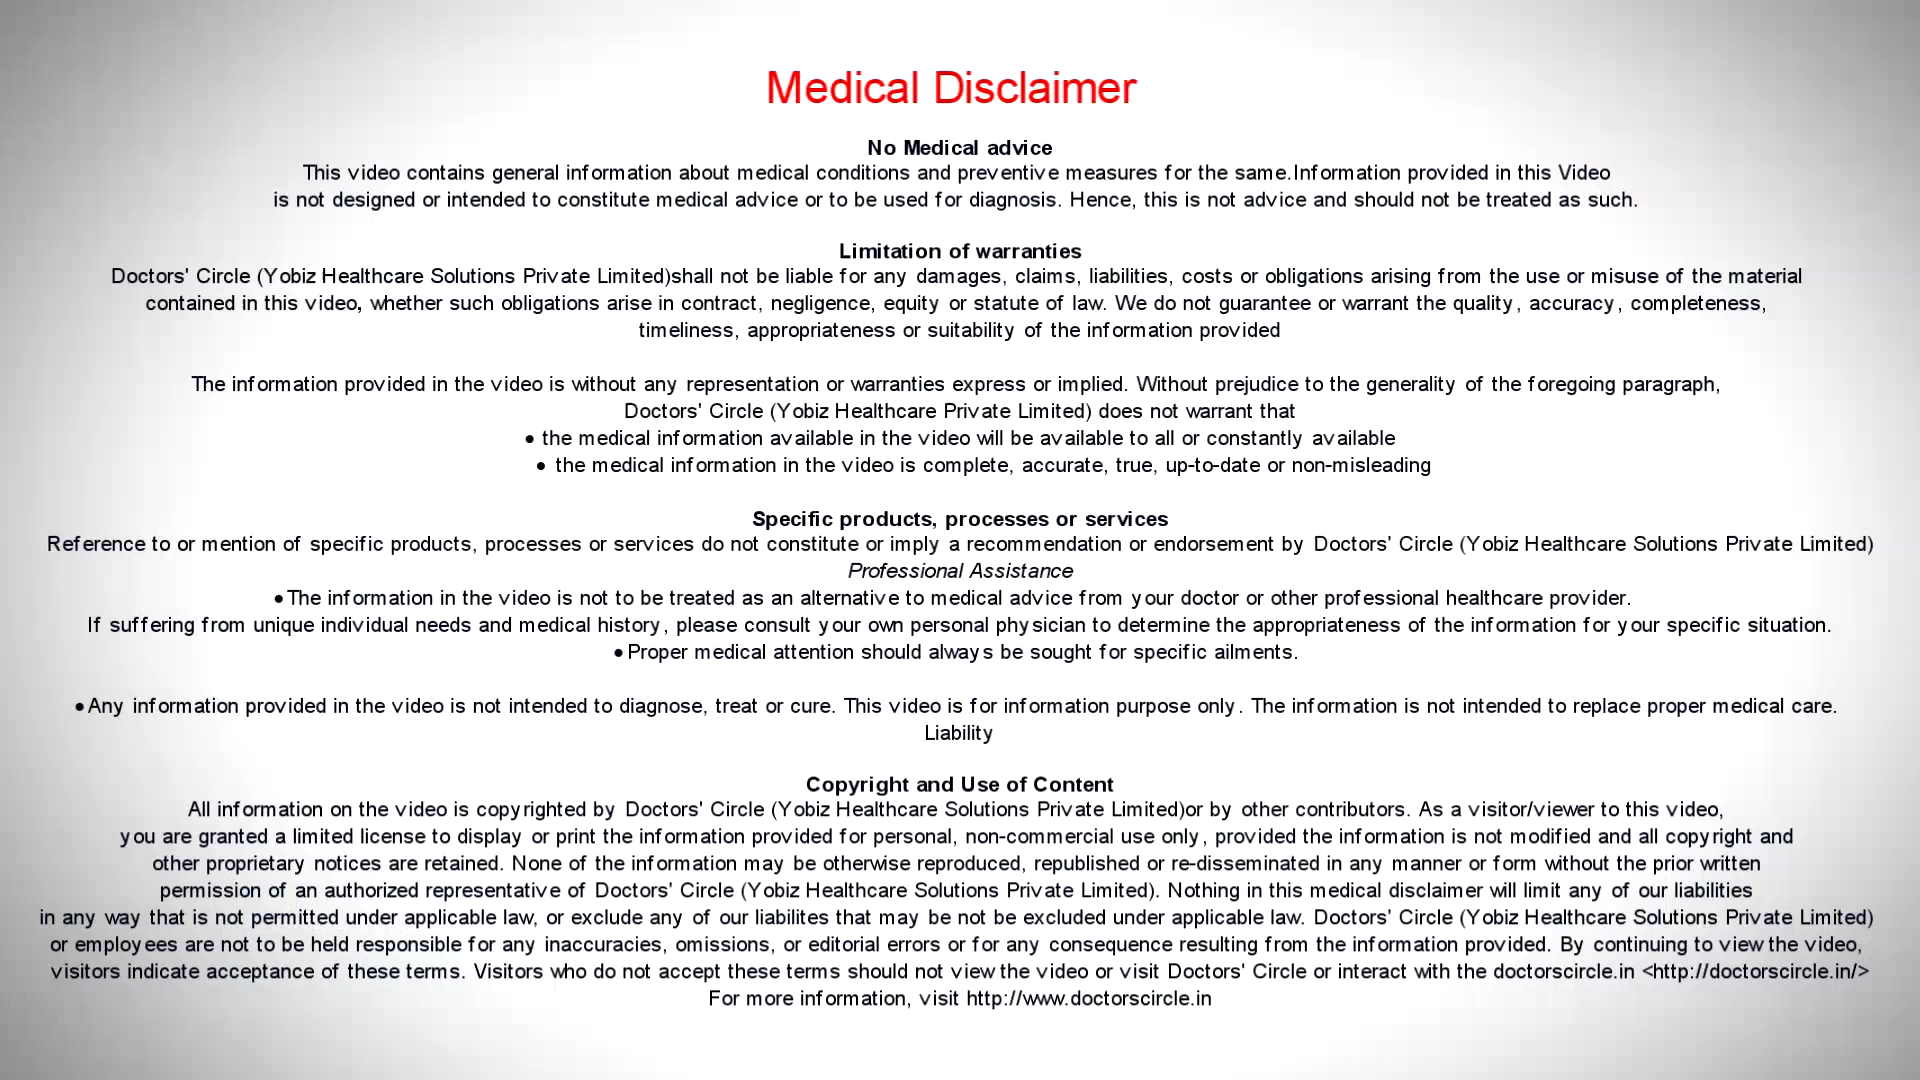 Medical Disclaimer
No Medical advice
This video contains general information about medical conditions and preventive measures for the same.Information provided in this Video
is not designed or intended to constitute medical advice or to be used for diagnosis. Hence, this is not advice and should not be treated as such.
Limitation of warranties
Doctors' Circle (Yobiz Healthcare Solutions Private Limited)shall not be liable for any damages, claims, liabilities, costs or obligations arising from the use or misuse of the material
contained in this video, whether such obligations arise in contract, negligence, equity or statute of law. We do not guarantee or warrant the quality, accuracy, completeness,
timeliness, appropriateness or suitability of the information provided
The information provided in the video is without any representation or warranties express or implied. Without prejudice to the generality of the foregoing paragraph,
Doctors' Circle (Yobiz Healthcare Private Limited) does not warrant that
• the medical information available in the video will be available to all or constantly available
• the medical information in the video is complete, accurate, true, up-to-date or non-misleading
Specific products, processes or services
Reference to or mention of specific products, processes or services do not constitute or imply a recommendation or endorsement by Doctors' Circle (Yobiz Healthcare Solutions Private Limited)
Professional Assistance
•The information in the video is not to be treated as an alternative to medical advice from your doctor or other professional healthcare provider.
If suffering from unique individual needs and medical history, please consult your own personal physician to determine the appropriateness of the information for your specific situation.
•Proper medical attention should always be sought for specific ailments.
•Any information provided in the video is not intended to diagnose, treat or cure. This video is for information purpose only. The information is not intended to replace proper medical care.
Liability
Copyright and Use of Content
All information on the video is copyrighted by Doctors' Circle (Yobiz Healthcare Solutions Private Limited)or by other contributors. As a visitor/viewer to this video,
you are granted a limited license to display or print the information provided for personal, non-commercial use only, provided the information is not modified and all copyright and
other proprietary notices are retained. None of the information may be otherwise reproduced, republished or re-disseminated in any manner or form without the prior written
permission of an authorized representative of Doctors' Circle (Yobiz Healthcare Solutions Private Limited). Nothing in this medical disclaimer will limit any of our liabilities
in any way that is not permitted under applicable law, or exclude any of our liabilites that may be not be excluded under applicable law. Doctors' Circle (Yobiz Healthcare Solutions Private Limited)
or employees are not to be held responsible for any inaccuracies, omissions, or editorial errors or for any consequence resulting from the information provided. By continuing to view the video,
visitors indicate acceptance of these terms. Visitors who do not accept these terms should not view the video or visit Doctors' Circle or interact with the doctorscircle.in <http://doctorscircle.in/>
For more information, visit http://www.doctorscircle.in